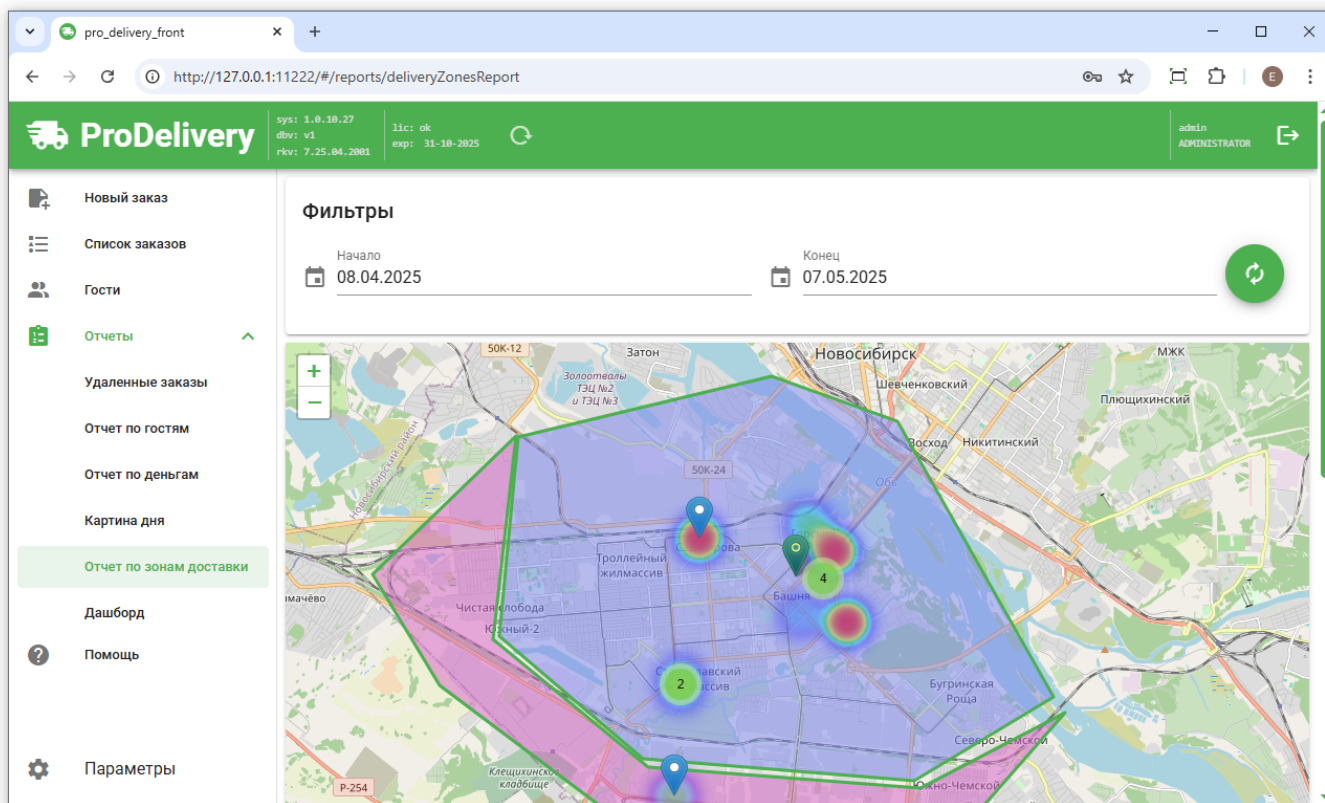 pro_delivery_front
http://127.0.0.1:11222/#/reports/deliveryZonesReport
E
ProDelivery
sys: 1.0.10.27
dbv: v1
rkv: 7.25.04.2001
lic: ok
exp: 31-10-2025
admin
ADMINISTRATOR
Новый заказ
Список заказов
Гости
Отчеты
Удаленные заказы
Отчет по гостям
Отчет по деньгам
Картина дня
Отчет по зонам доставки
Дашборд
Помощь
Параметры
Фильтры
Начало
08.04.2025
Конец
07.05.2025
+
−
50К-12
Затон
Новосибирск
МЖК
Золоотвалы
ТЭЦ №2
и ТЭЦ №3
Шевченковский
Плющихинский
Новосибирский район
Восход
Никитинский
50К-24
Обь
Троллейный
жилмассив
4
Башня
Чистая Слобода
Южный-2
2
Бугринская
Роща
Северо-Чемской
Клещихинское
кладбище
Р-254
Южно-Чемской